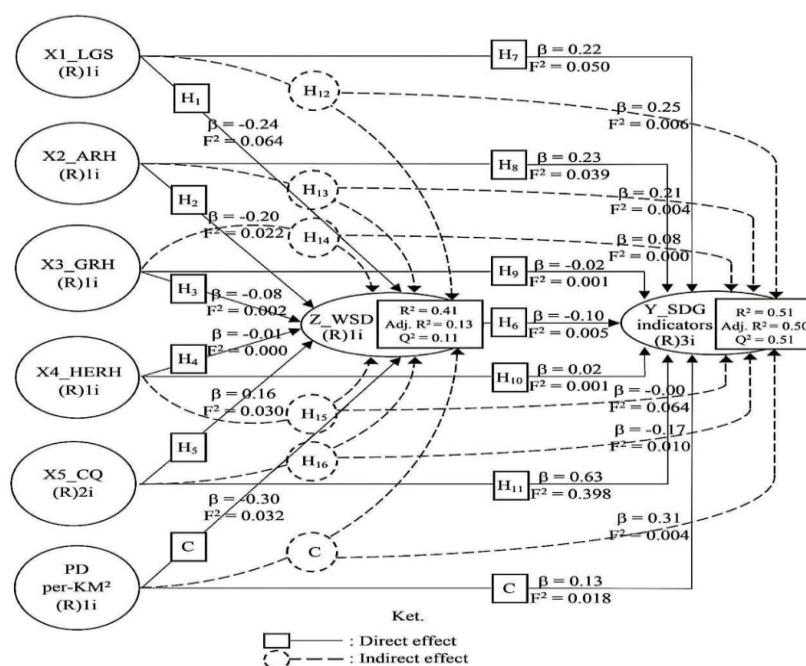 X1_LGS
(R)1i
H₇
β = 0.22
F² = 0.050
H₁
H₁₂
β = -0.24
F² = 0.064
β = 0.25
F² = 0.006
X2_ARH
(R)1i
H₈
β = 0.23
F² = 0.039
H₂
H₁₃
β = -0.20
F² = 0.022
β = 0.21
F² = 0.004
H₁₄
X3_GRH
(R)1i
β = 0.08
F² = 0.000
H₉
β = -0.02
F² = 0.001
H₃
β = -0.08
F² = 0.002
Z_WSD
(R)1i
R² = 0.41
Adj. R² = 0.13
Q² = 0.11
H₆
β = -0.10
F² = 0.005
Y_SDG
indicators
(R)3i
R² = 0.51
Adj. R² = 0.50
Q² = 0.51
H₄
β = -0.01
F² = 0.000
X4_HERH
(R)1i
H₁₀
β = 0.02
F² = 0.001
β = 0.16
F² = 0.030
H₁₅
β = -0.00
F² = 0.064
H₅
H₁₆
β = -0.17
F² = 0.010
X5_CQ
(R)2i
H₁₁
β = 0.63
F² = 0.398
β = -0.30
F² = 0.032
C
C
β = 0.31
F² = 0.004
PD
per-KM²
(R)1i
C
β = 0.13
F² = 0.018
Ket.
: Direct effect
: Indirect effect